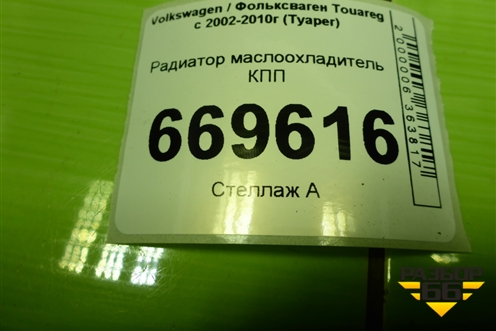 Volkswagen / Фольксваген Touareg
с 2002-2010г (Туарег)
Радиатор маслоохладитель
КПП
669616
Стеллаж А
2000006363817
РАЗБОР
66